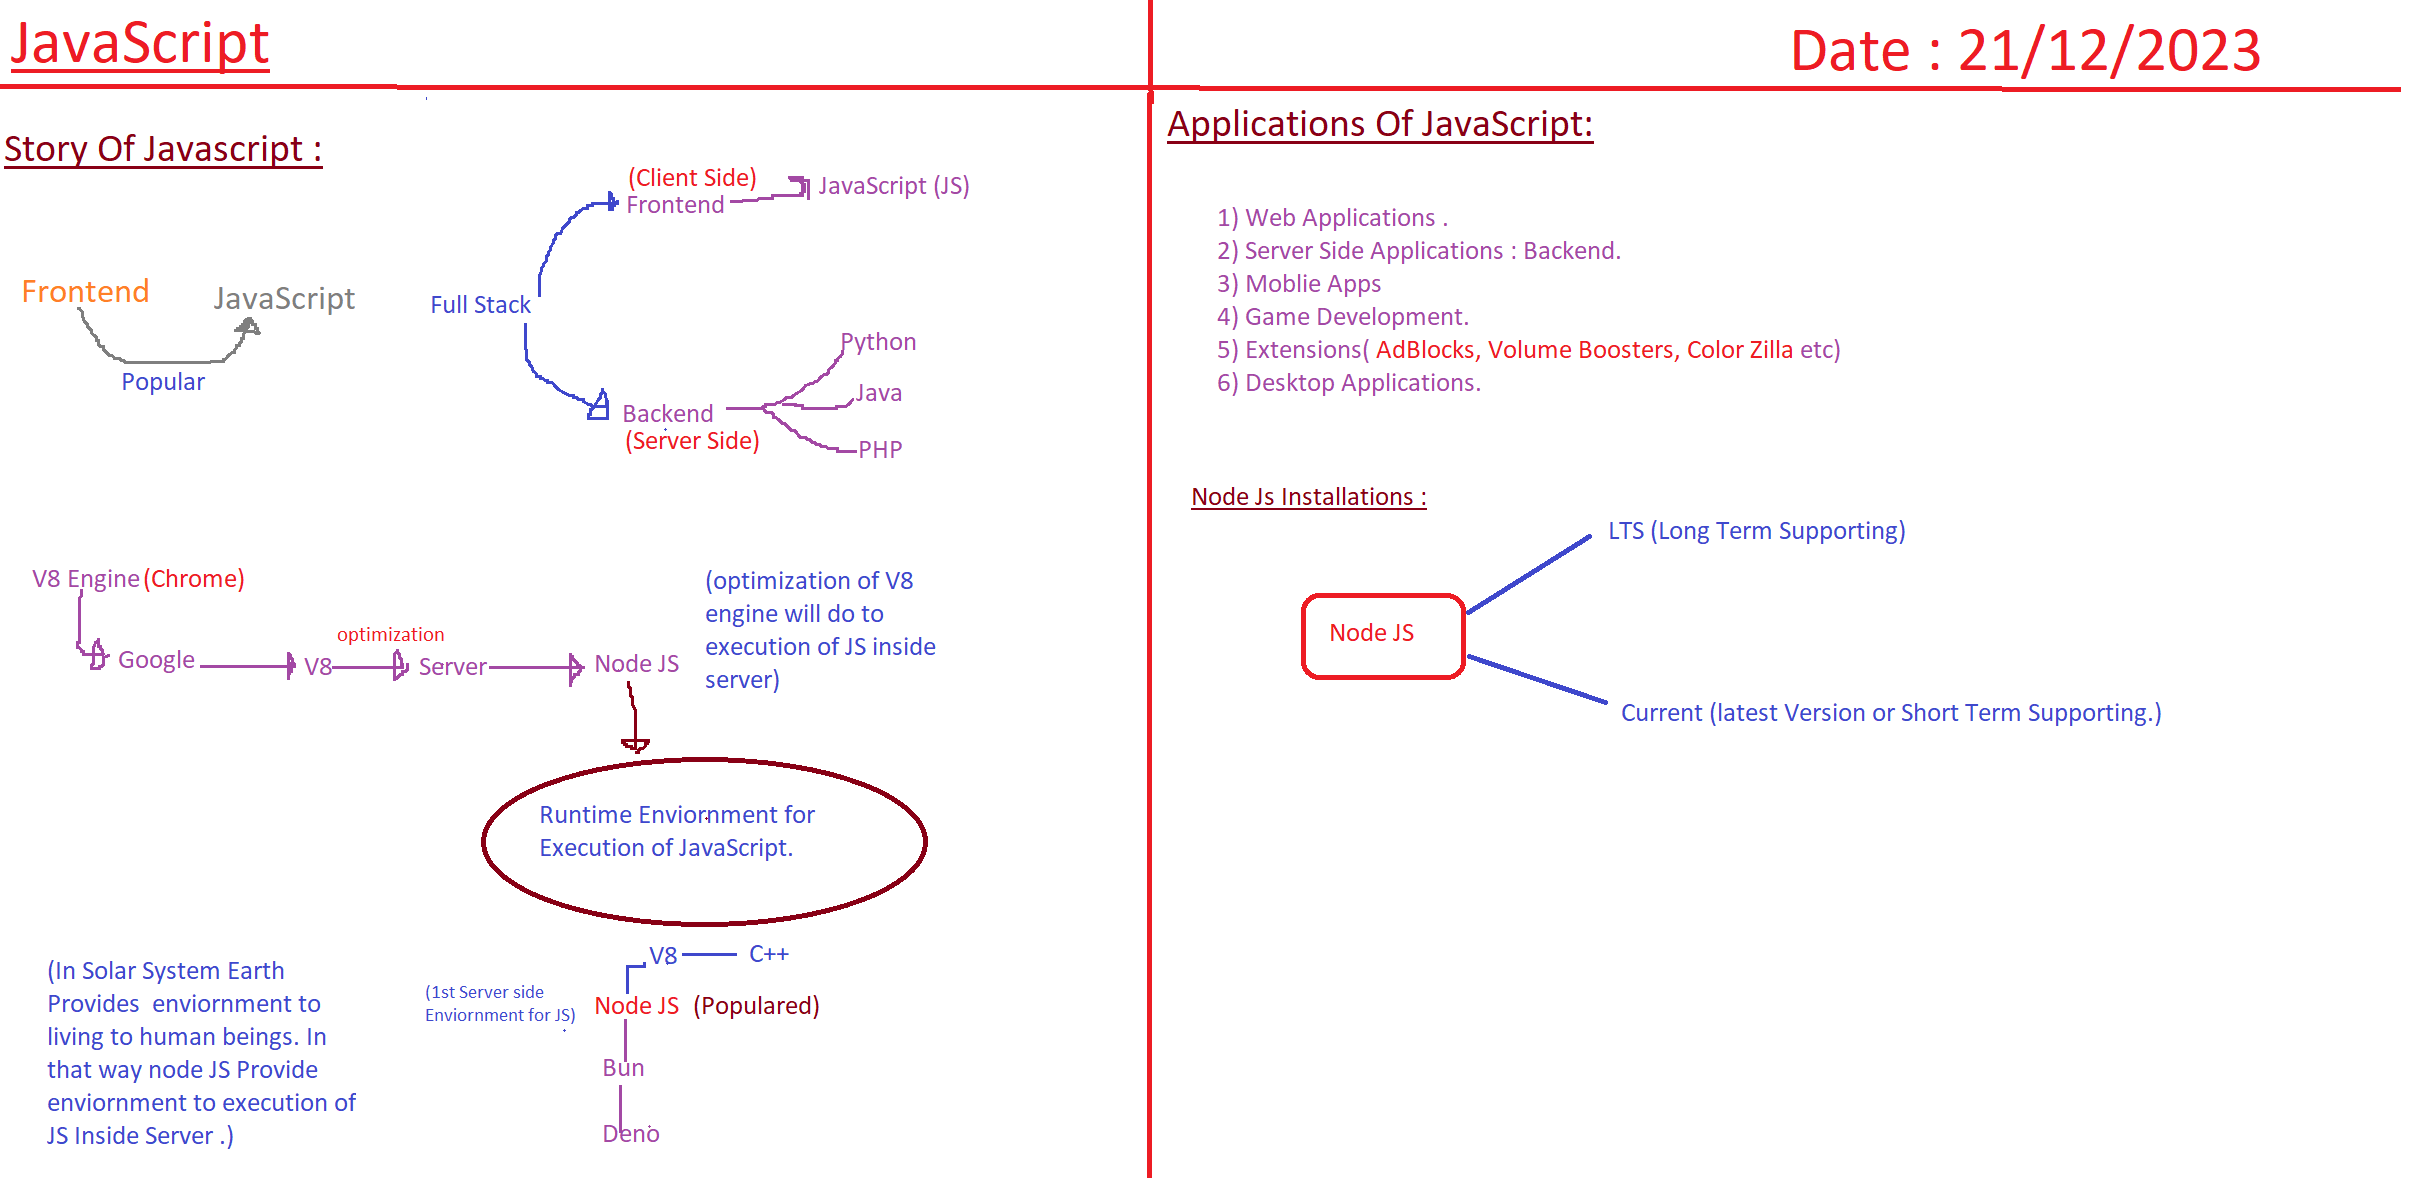 JavaScript
Date : 21/12/2023
Story Of Javascript :
(Client Side)
Frontend
JavaScript (JS)
Frontend
JavaScript
Popular
Full Stack
Python
Java
Backend
(Server Side)
PHP
V8 Engine (Chrome)
Google
V8
optimization
Server
Node JS
(optimization of V8
engine will do to
execution of JS inside
server)
Runtime Enviornment for
Execution of JavaScript.
(In Solar System Earth
Provides enviornment to
living to human beings. In
that way node JS Provide
enviornment to execution of
JS Inside Server .)
V8
C++
(1st Server side
Enviornment for JS)
Node JS
(Populared)
Bun
Deno
Applications Of JavaScript:
1) Web Applications .
2) Server Side Applications : Backend.
3) Moblie Apps
4) Game Development.
5) Extensions( AdBlocks, Volume Boosters, Color Zilla etc)
6) Desktop Applications.
Node Js Installations :
LTS (Long Term Supporting)
Node JS
Current (latest Version or Short Term Supporting.)